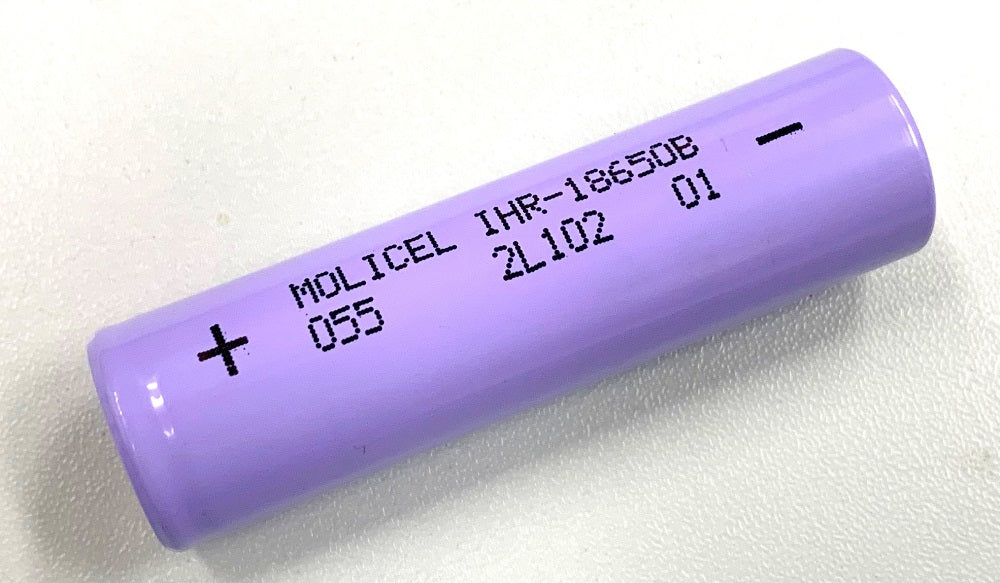 MOLICEL IHR-18650B
055 2L102 01
+ −